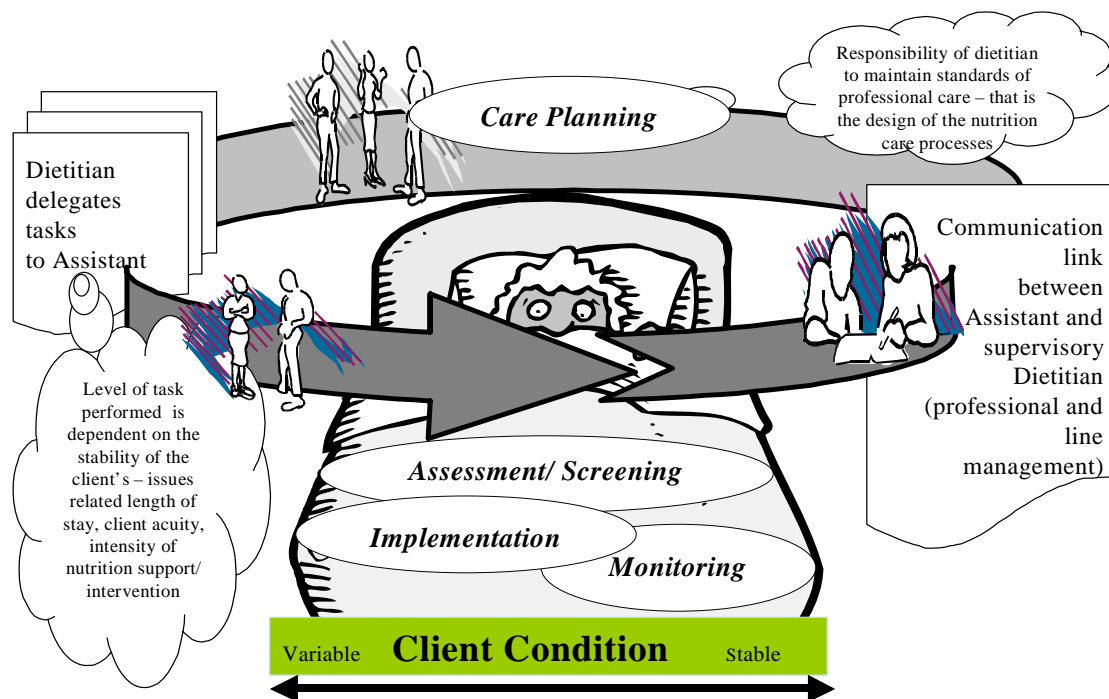 Care Planning
Responsibility of dietitian
to maintain standards of
professional care – that is
the design of the nutrition
care processes
Dietitian
delegates
tasks
to Assistant
Communication
link
between
Assistant and
supervisory
Dietitian
(professional and
line
management)
Level of task
performed is
dependent on the
stability of the
client's – issues
related length of
stay, client acuity,
intensity of
nutrition support/
intervention
Assessment/ Screening
Implementation
Monitoring
Variable Client Condition Stable